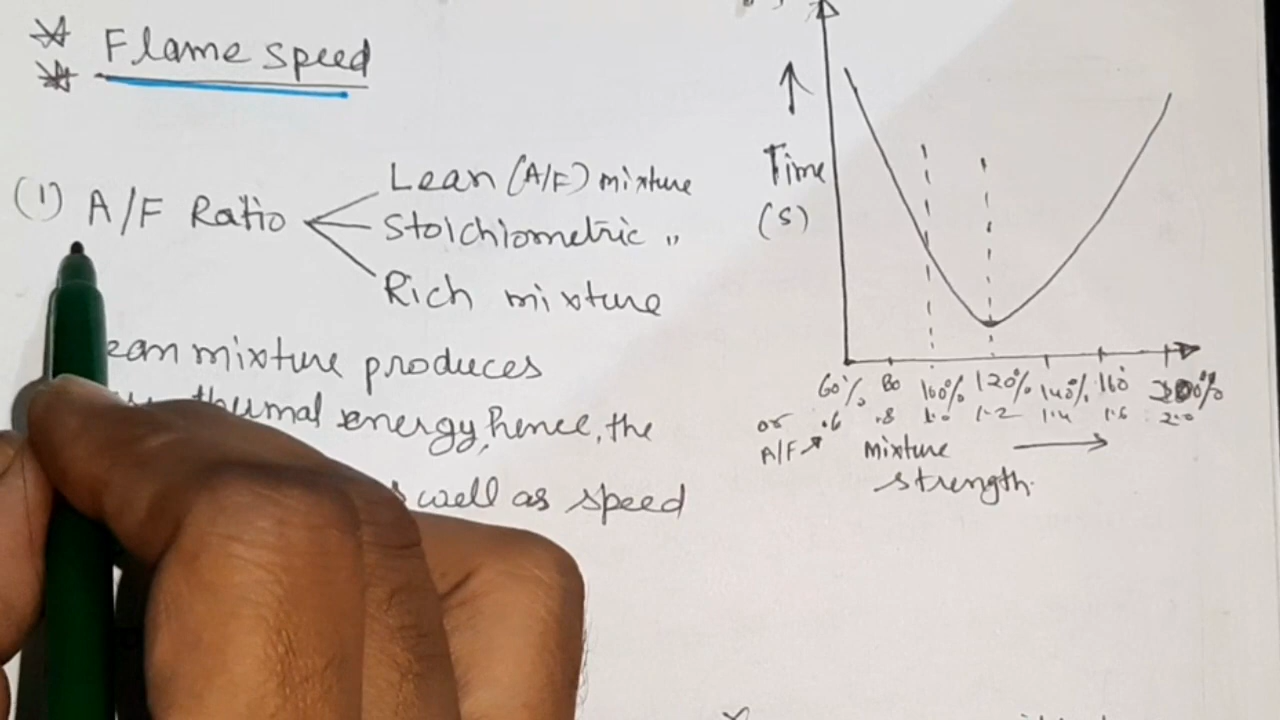 Flame speed
(1) A/F Ratio
Lean (A/F) mixture
Stoichiometric "
Rich mixture
mixture produces
thermal energy, hence, the
well as speed
Time
(S)
60% 80 100% 120% 140% 160
or .6 .8 1.0 1.2 1.4 1.6 2.0
A/F
mixture
strength.